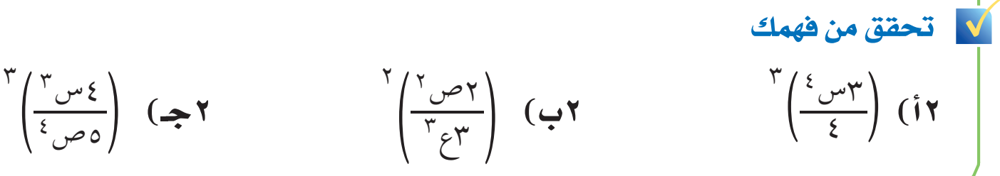 تحقق من فهمك
٢أ) (٣س^٤ / ٤)^٣
٢ب) (٢ص^٢ / ٣ع^٣)^٢
٢جـ) (٤س^٣ / ٥ص^٤)^٣